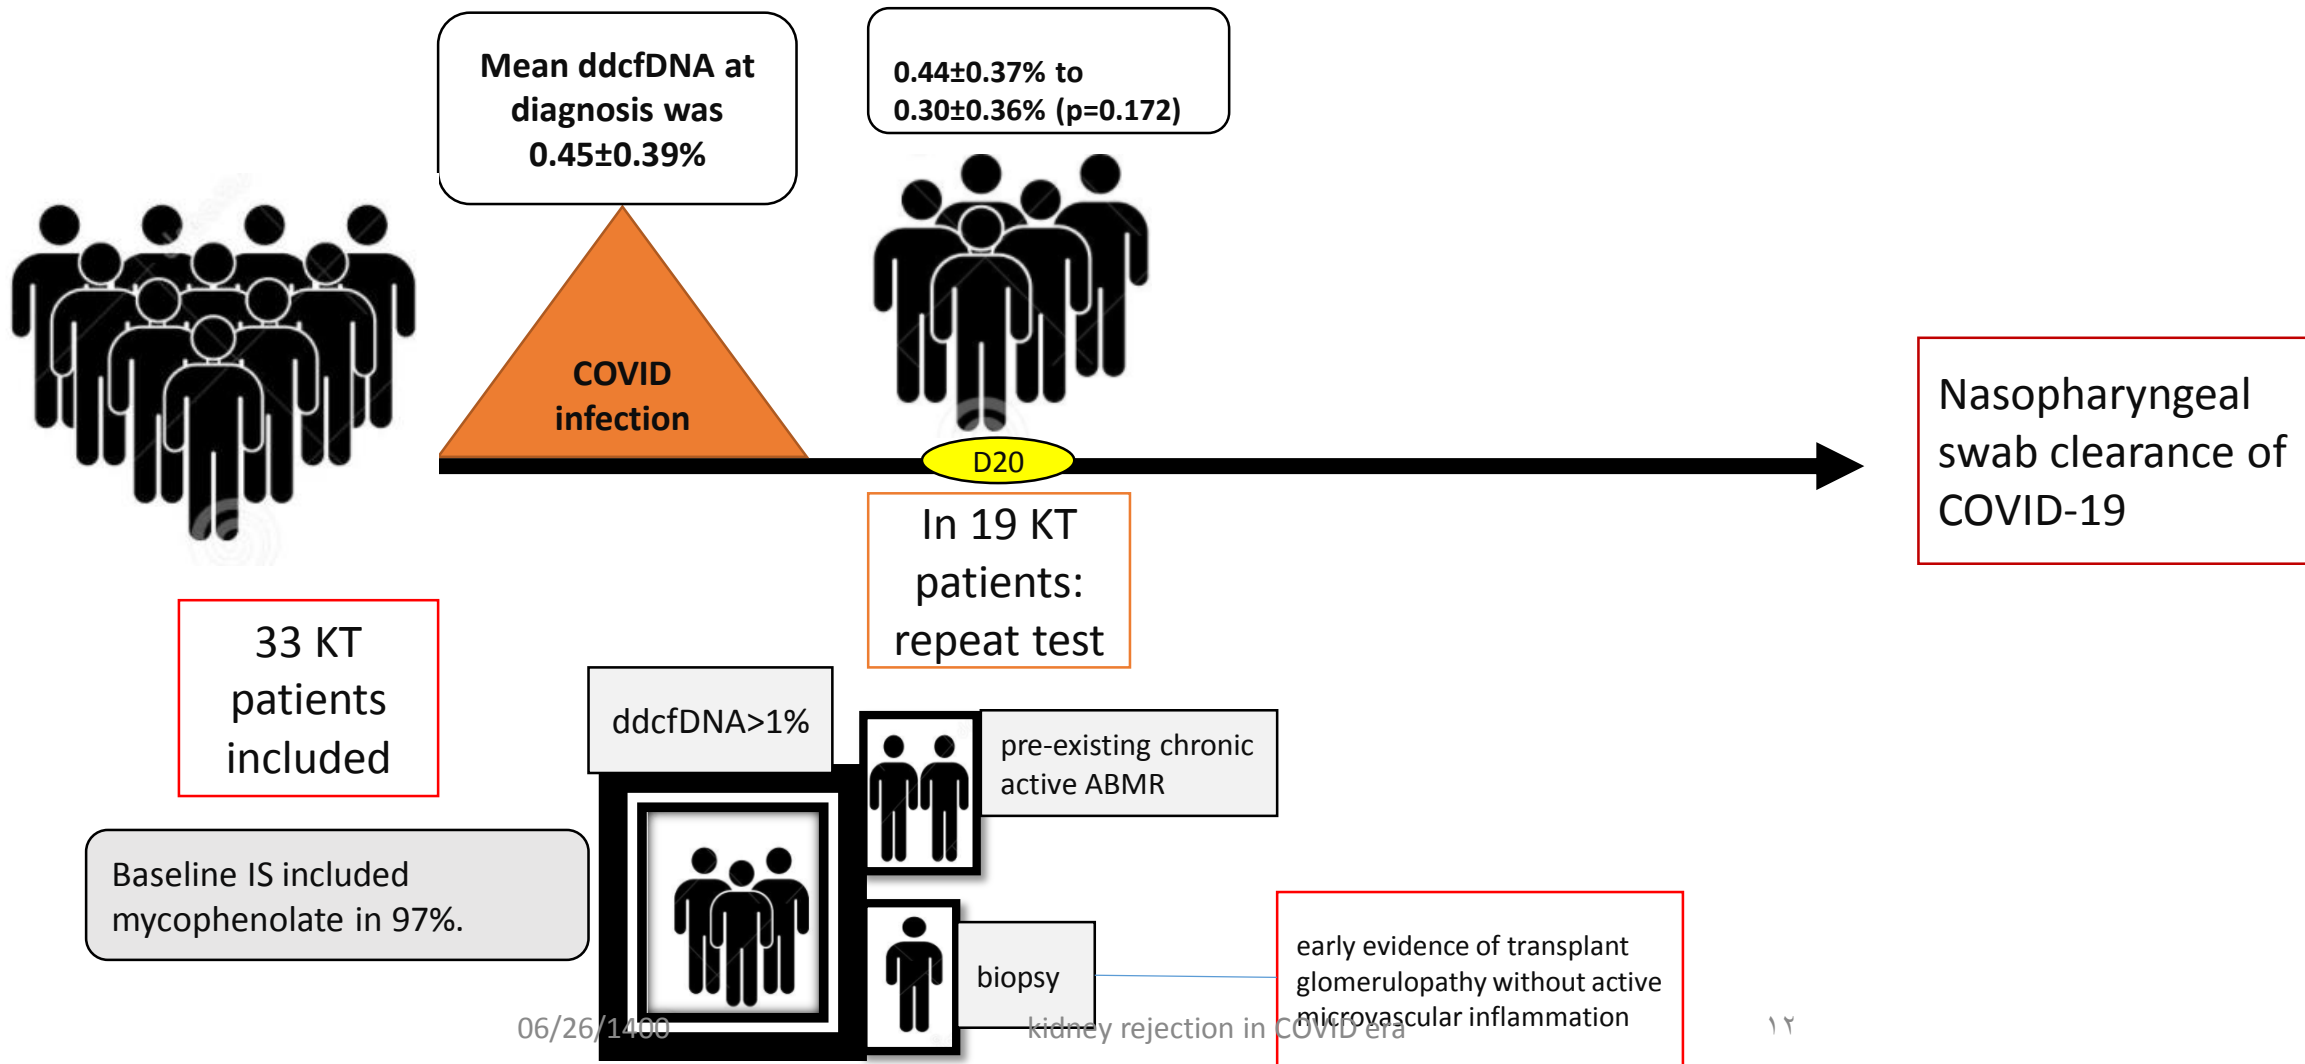 Mean ddcfDNA at
diagnosis was
0.45±0.39%
0.44±0.37% to
0.30±0.36% (p=0.172)
COVID
infection
D20
Nasopharyngeal
swab clearance of
COVID-19
In 19 KT
patients:
repeat test
33 KT
patients
included
ddcfDNA>1%
pre-existing chronic
active ABMR
Baseline IS included
mycophenolate in 97%.
biopsy
early evidence of transplant
glomerulopathy without active
microvascular inflammation
06/26/1400
kidney rejection in COVID era
۱۲